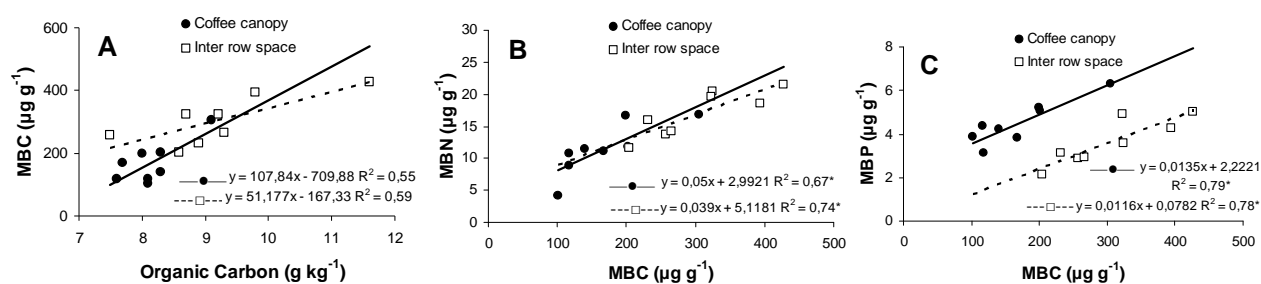 A
MBC (µg g-1)
600
400
200
0
7
8
9
10
11
12
Organic Carbon (g kg-1)
Coffee canopy
Inter row space
y = 107,84x - 709,88 R2 = 0,55
y = 51,177x - 167,33 R2 = 0,59
B
MBN (µg g-1)
30
25
20
15
10
5
0
0
100
200
300
400
500
MBC (µg g-1)
Coffee canopy
Inter row space
y = 0,05x + 2,9921 R2 = 0,67*
y = 0,039x + 5,1181 R2 = 0,74*
C
MBP (µg g-1)
8
6
4
2
0
0
100
200
300
400
500
MBC (µg g-1)
Coffee canopy
Inter row space
y = 0,0135x + 2,2221
R2 = 0,79*
y = 0,0116x + 0,0782 R2 = 0,78*